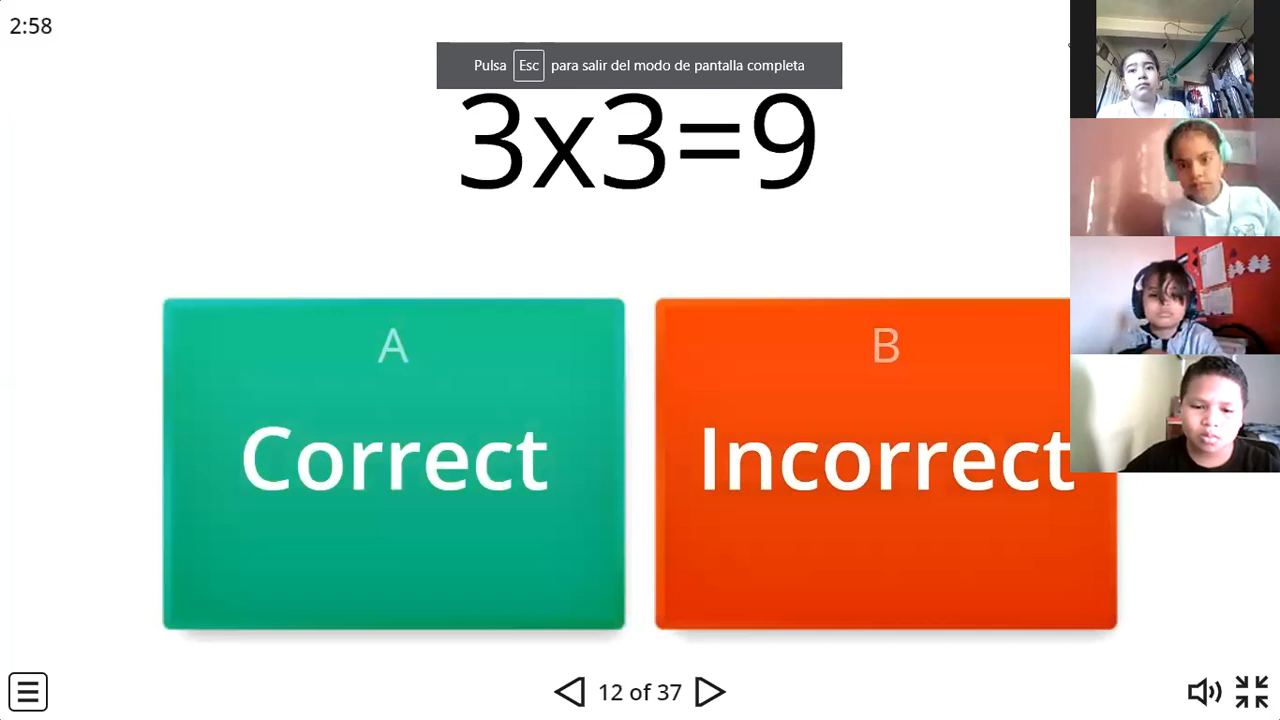 2:58
Pulsa Esc para salir del modo de pantalla completa
3x3=9
A
Correct
B
Incorrect
12 of 37